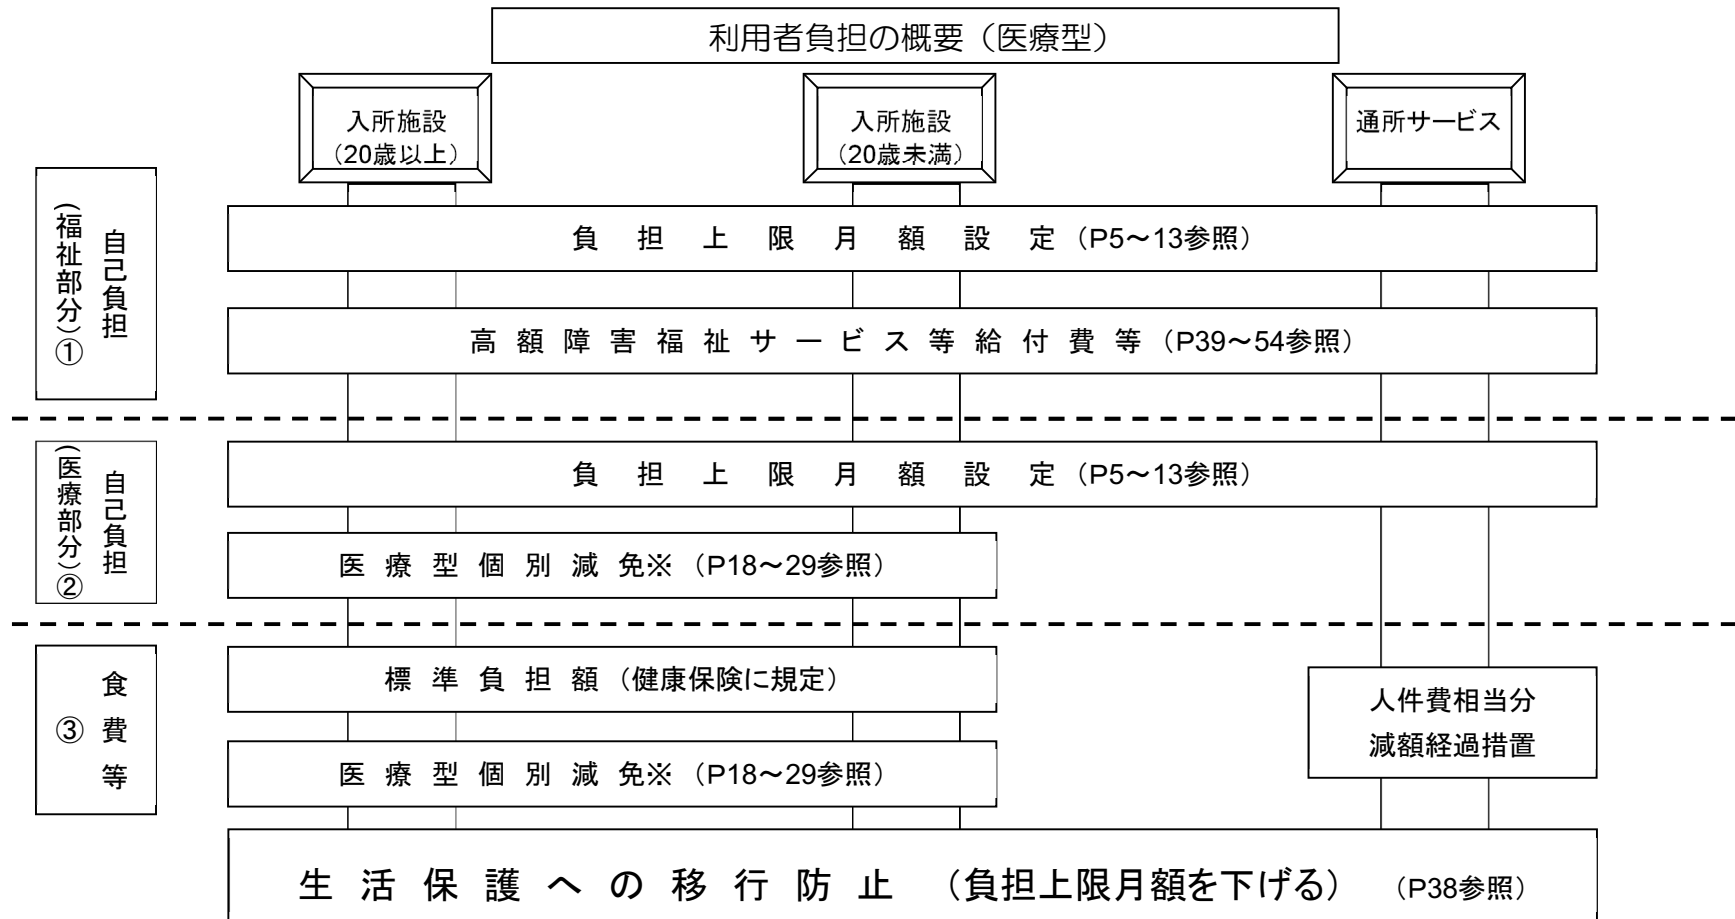 利用者負担の概要（医療型）
入所施設
（20歳以上）
入所施設
（20歳未満）
通所サービス
自己負担
（福祉部分）①
負担上限月額設定（P5～13参照）
高額障害福祉サービス等給付費等（P39～54参照）
自己負担
（医療部分）②
負担上限月額設定（P5～13参照）
医療型個別減免※（P18～29参照）
食費等
③
標準負担額（健康保険に規定）
人件費相当分
減額経過措置
医療型個別減免※（P18～29参照）
生活保護への移行防止（負担上限月額を下げる）（P38参照）